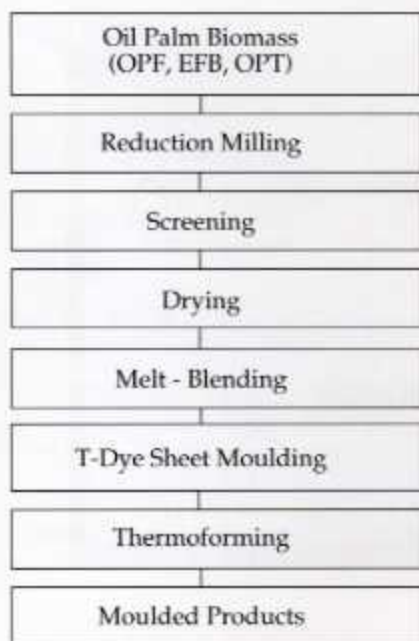 Oil Palm Biomass
(OPF, EFB, OPT)
Reduction Milling
Screening
Drying
Melt - Blending
T-Dye Sheet Moulding
Thermoforming
Moulded Products